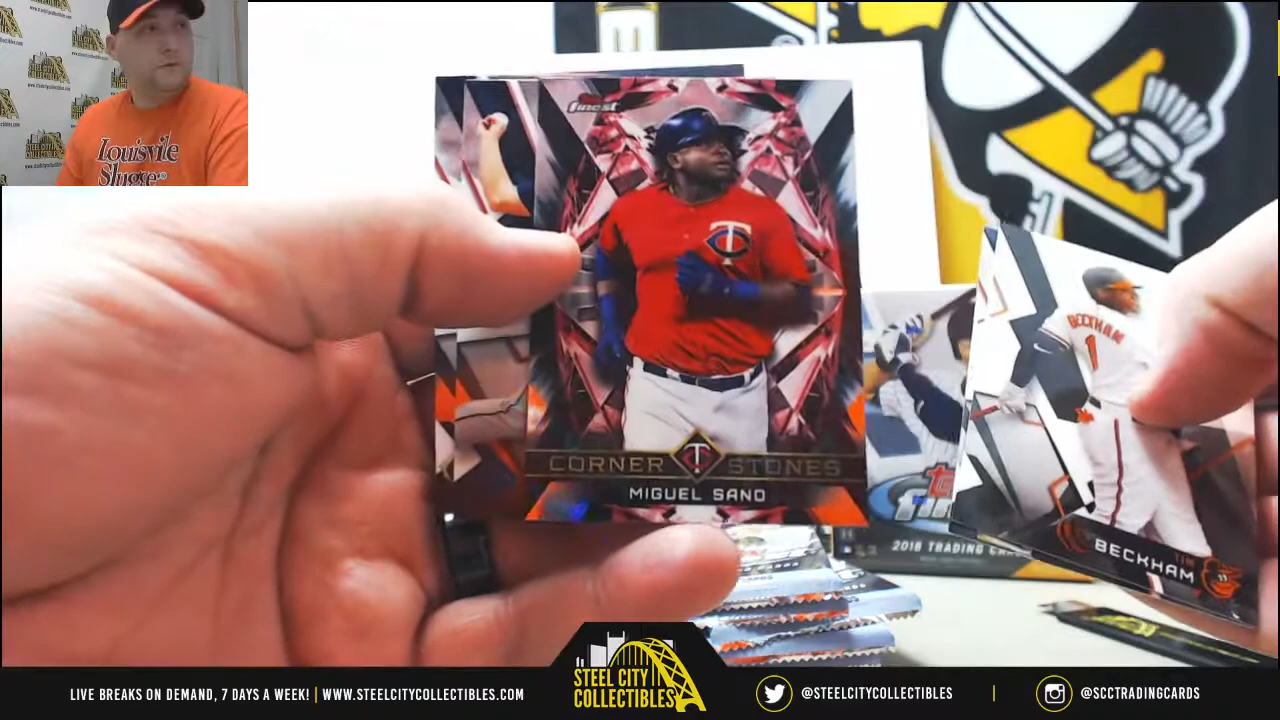 Louisville
Slugger®
finest
BECKHAM
1
CORNER STONES
MIGUEL SANO
2018 TRADING CARDS
TIM
BECKHAM
LIVE BREAKS ON DEMAND, 7 DAYS A WEEK! | WWW.STEELCITYCOLLECTIBLES.COM
STEEL CITY
COLLECTIBLES
@STEELCITYCOLLECTIBLES
@SCCTRADINGCARDS